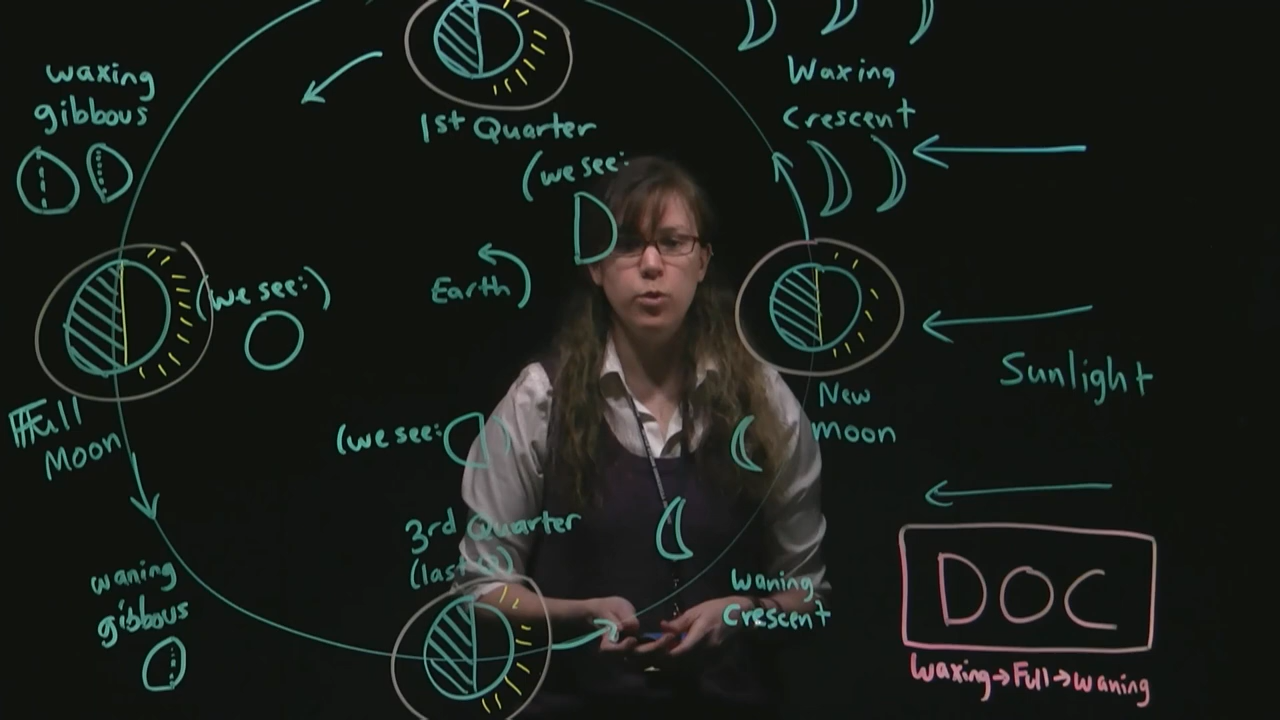 waxing
gibbous
1st Quarter
(we see:
Waxing
Crescent
(we see:)
Earth
Sunlight
New
moon
Full
Moon
(we see:
3rd Quarter
(last Q)
waning
gibbous
waning
Crescent
DOC
Waxing→Full→waning